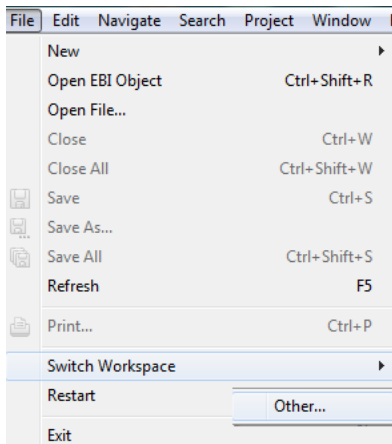 File Edit Navigate Search Project Window
New
Open EBI Object Ctrl+Shift+R
Open File...
Close Ctrl+W
Close All Ctrl+Shift+W
Save Ctrl+S
Save As...
Save All Ctrl+Shift+S
Refresh F5
Print... Ctrl+P
Switch Workspace
Restart
Other...
Exit